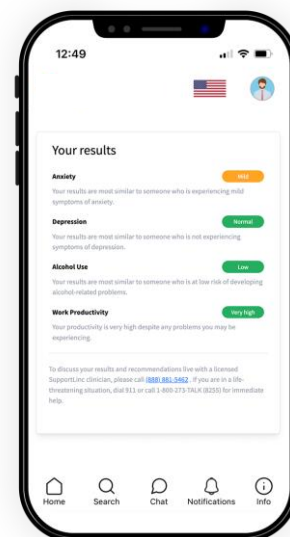 12:49
Your results
Anxiety
Mild
Your results are most similar to someone who is experiencing mild
symptoms of anxiety.
Depression
Normal
Your results are most similar to someone who is not experiencing
symptoms of depression.
Alcohol Use
Low
Your results are most similar to someone who is at low risk of developing
alcohol-related problems.
Work Productivity
Very high
Your productivity is very high despite any problems you may be
experiencing.
To discuss your results and recommendations live with a licensed
SupportLinc clinician, please call (888) 881-5462 . If you are in a life-
threatening situation, dial 911 or call 1-800-273-TALK (8255) for immediate
help.
Home
Search
Chat
Notifications
Info